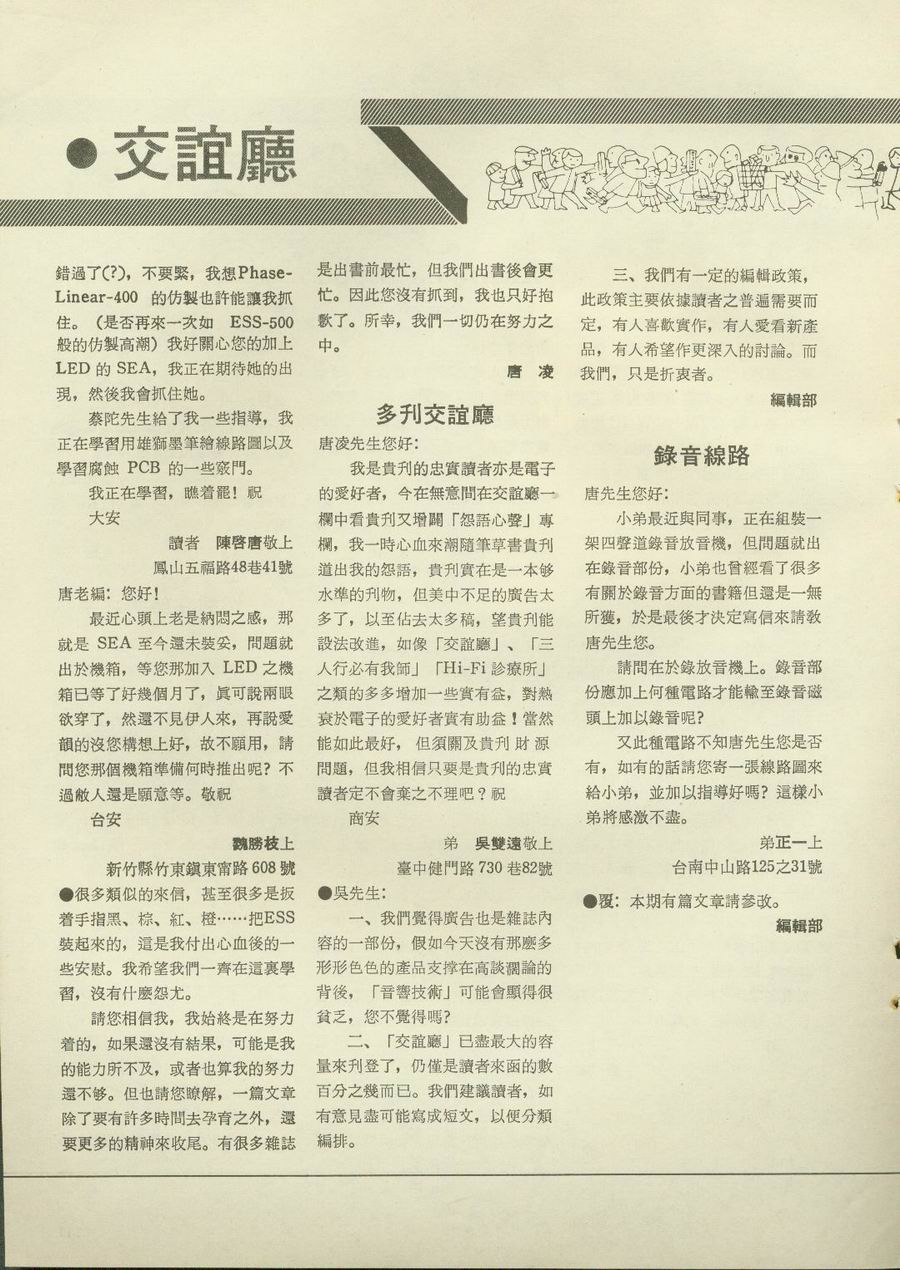 ●交誼廳
錯過了(?)，不要緊，我想Phase-
Linear-400 的仿製也許能讓我抓
住。（是否再來一次如 ESS-500
般的仿製高潮）我好關心您的加上
LED 的 SEA，我正在期待她的出
現，然後我會抓住她。
蔡陀先生給了我一些指導，我
正在學習用雄獅墨筆繪線路圖以及
學習腐蝕 PCB 的一些竅門。
我正在學習，瞧着罷！祝
大安
讀者　陳啓唐敬上
鳳山五福路48巷41號
唐老編：您好！
最近心頭上老是納悶之感，那
就是 SEA 至今還未裝妥，問題就
出於機箱，等您那加入 LED 之機
箱已等了好幾個月了，眞可說兩眼
欲穿了，然還不見伊人來，再說愛
韻的沒您構想上好，故不願用，請
問您那個機箱準備何時推出呢？不
過敝人還是願意等。敬祝
台安
魏勝枝上
新竹縣竹東鎭東甯路 608 號
●很多類似的來信，甚至很多是扳
着手指黑、棕、紅、橙……把ESS
裝起來的，這是我付出心血後的一
些安慰。我希望我們一齊在這裏學
習，沒有什麼怨尤。
請您相信我，我始終是在努力
着的，如果還沒有結果，可能是我
的能力所不及，或者也算我的努力
還不够。但也請您瞭解，一篇文章
除了要有許多時間去孕育之外，還
要更多的精神來收尾。有很多雜誌
是出書前最忙，但我們出書後會更
忙。因此您沒有抓到，我也只好抱
歉了。所幸，我們一切仍在努力之
中。
唐　凌
多刋交誼廳
唐凌先生您好：
我是貴刋的忠實讀者亦是電子
的愛好者，今在無意間在交誼廳一
欄中看貴刋又增闢「怨語心聲」專
欄，我一時心血來潮隨筆草書貴刋
道出我的怨語，貴刋實在是一本够
水準的刋物，但美中不足的廣告太
多了，以至佔去太多稿，望貴刋能
設法改進，如像「交誼廳」、「三
人行必有我師」「Hi-Fi 診療所」
之類的多多增加一些實有益，對熱
衰於電子的愛好者實有助益！當然
能如此最好，但須關及貴刋財源
問題，但我相信只要是貴刋的忠實
讀者定不會棄之不理吧？祝
商安
弟　吳雙遠敬上
臺中健門路 730 巷82號
●吳先生：
一、我們覺得廣告也是雜誌內
容的一部份，假如今天沒有那麼多
形形色色的產品支撑在高談濶論的
背後，「音響技術」可能會顯得很
貧乏，您不覺得嗎？
二、「交誼廳」已盡最大的容
量來刋登了，仍僅是讀者來函的數
百分之幾而已。我們建議讀者，如
有意見盡可能寫成短文，以便分類
編排。
三、我們有一定的編輯政策，
此政策主要依據讀者之普遍需要而
定，有人喜歡實作，有人愛看新產
品，有人希望作更深入的討論。而
我們，只是折衷者。
編輯部
錄音線路
唐先生您好：
小弟最近與同事，正在組裝一
架四聲道錄音放音機，但問題就出
在錄音部份，小弟也曾經看了很多
有關於錄音方面的書籍但還是一無
所獲，於是最後才決定寫信來請教
唐先生您。
請問在於錄放音機上。錄音部
份應加上何種電路才能輸至錄音磁
頭上加以錄音呢？
又此種電路不知唐先生您是否
有，如有的話請您寄一張線路圖來
給小弟，並加以指導好嗎？這樣小
弟將感激不盡。
弟正一上
台南中山路125之31號
●覆：本期有篇文章請參攷。
編輯部